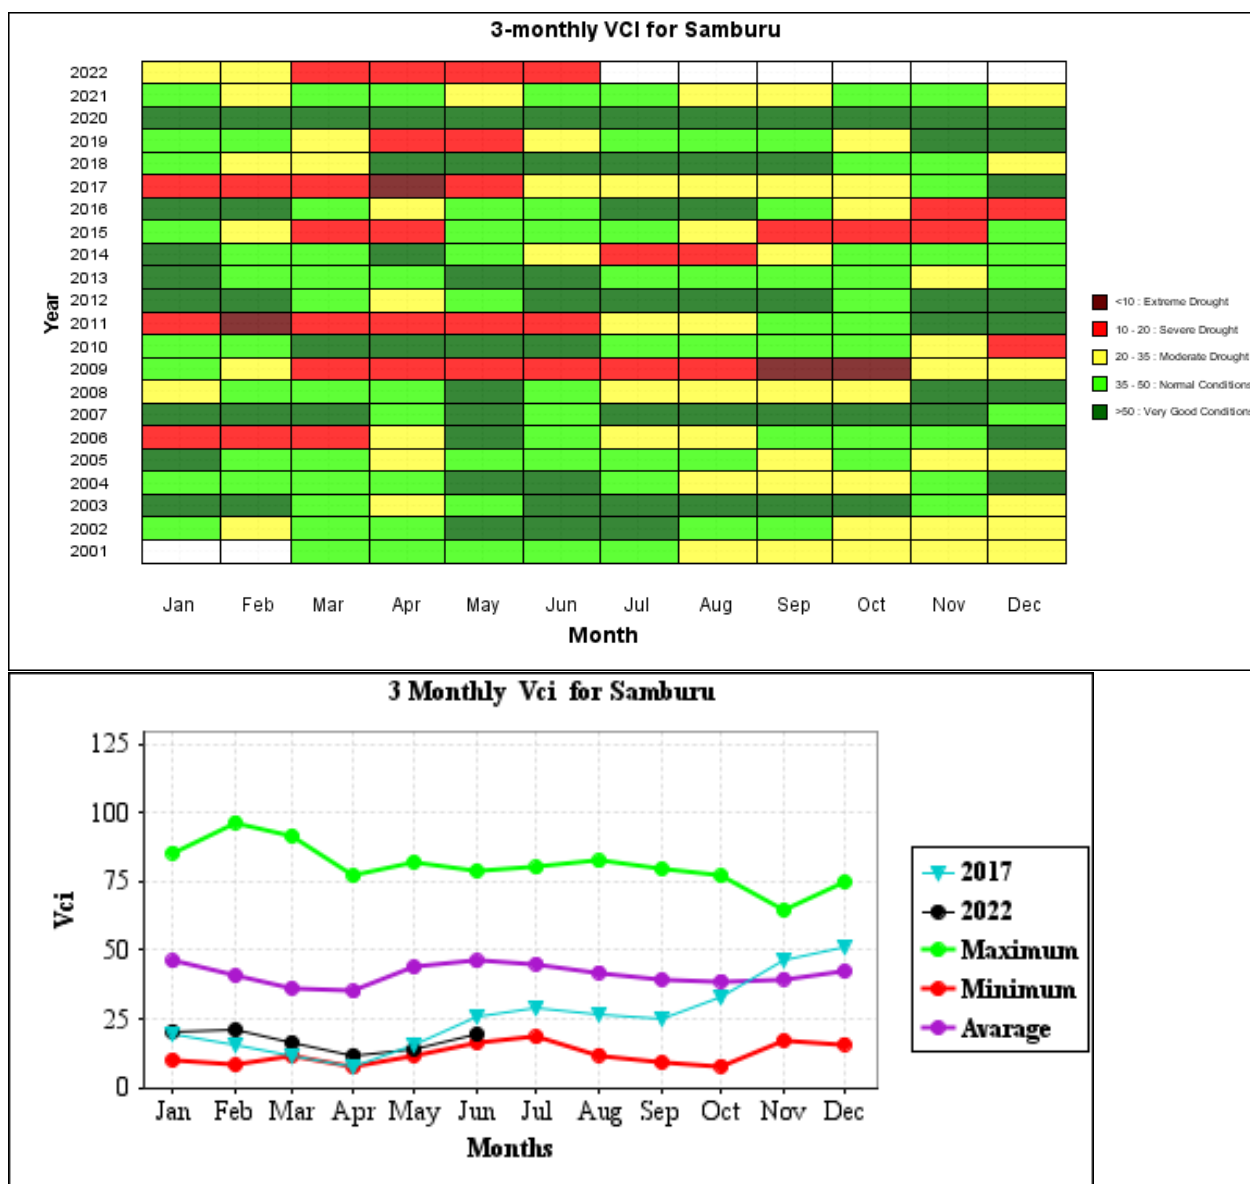 3-monthly VCI for Samburu
2022
2021
2020
2019
2018
2017
2016
2015
2014
2013
2012
2011
2010
2009
2008
2007
2006
2005
2004
2003
2002
2001
Year
Jan Feb Mar Apr May Jun Jul Aug Sep Oct Nov Dec
Month
<10 : Extreme Drought
10 - 20 : Severe Drought
20 - 35 : Moderate Drought
35 - 50 : Normal Conditions
>50 : Very Good Conditions
3 Monthly Vci for Samburu
125
100
75
50
25
0
Vci
Jan Feb Mar Apr May Jun Jul Aug Sep Oct Nov Dec
Months
2017
2022
Maximum
Minimum
Avarage